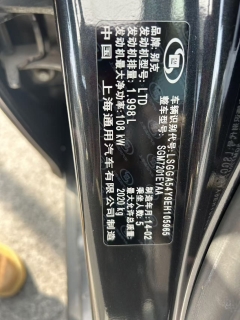 品牌:别克
发动机型号:LTD
发动机排量:1.998L
发动机最大净功率:108 kW
中国
上海通用汽车有限公司制造
车辆识别代号:LSGGA54Y9EH165965
整车型号:SGM7201EYAA
制造年月:14-02
乘坐人数:5
最大允许总质量:
2020 kg